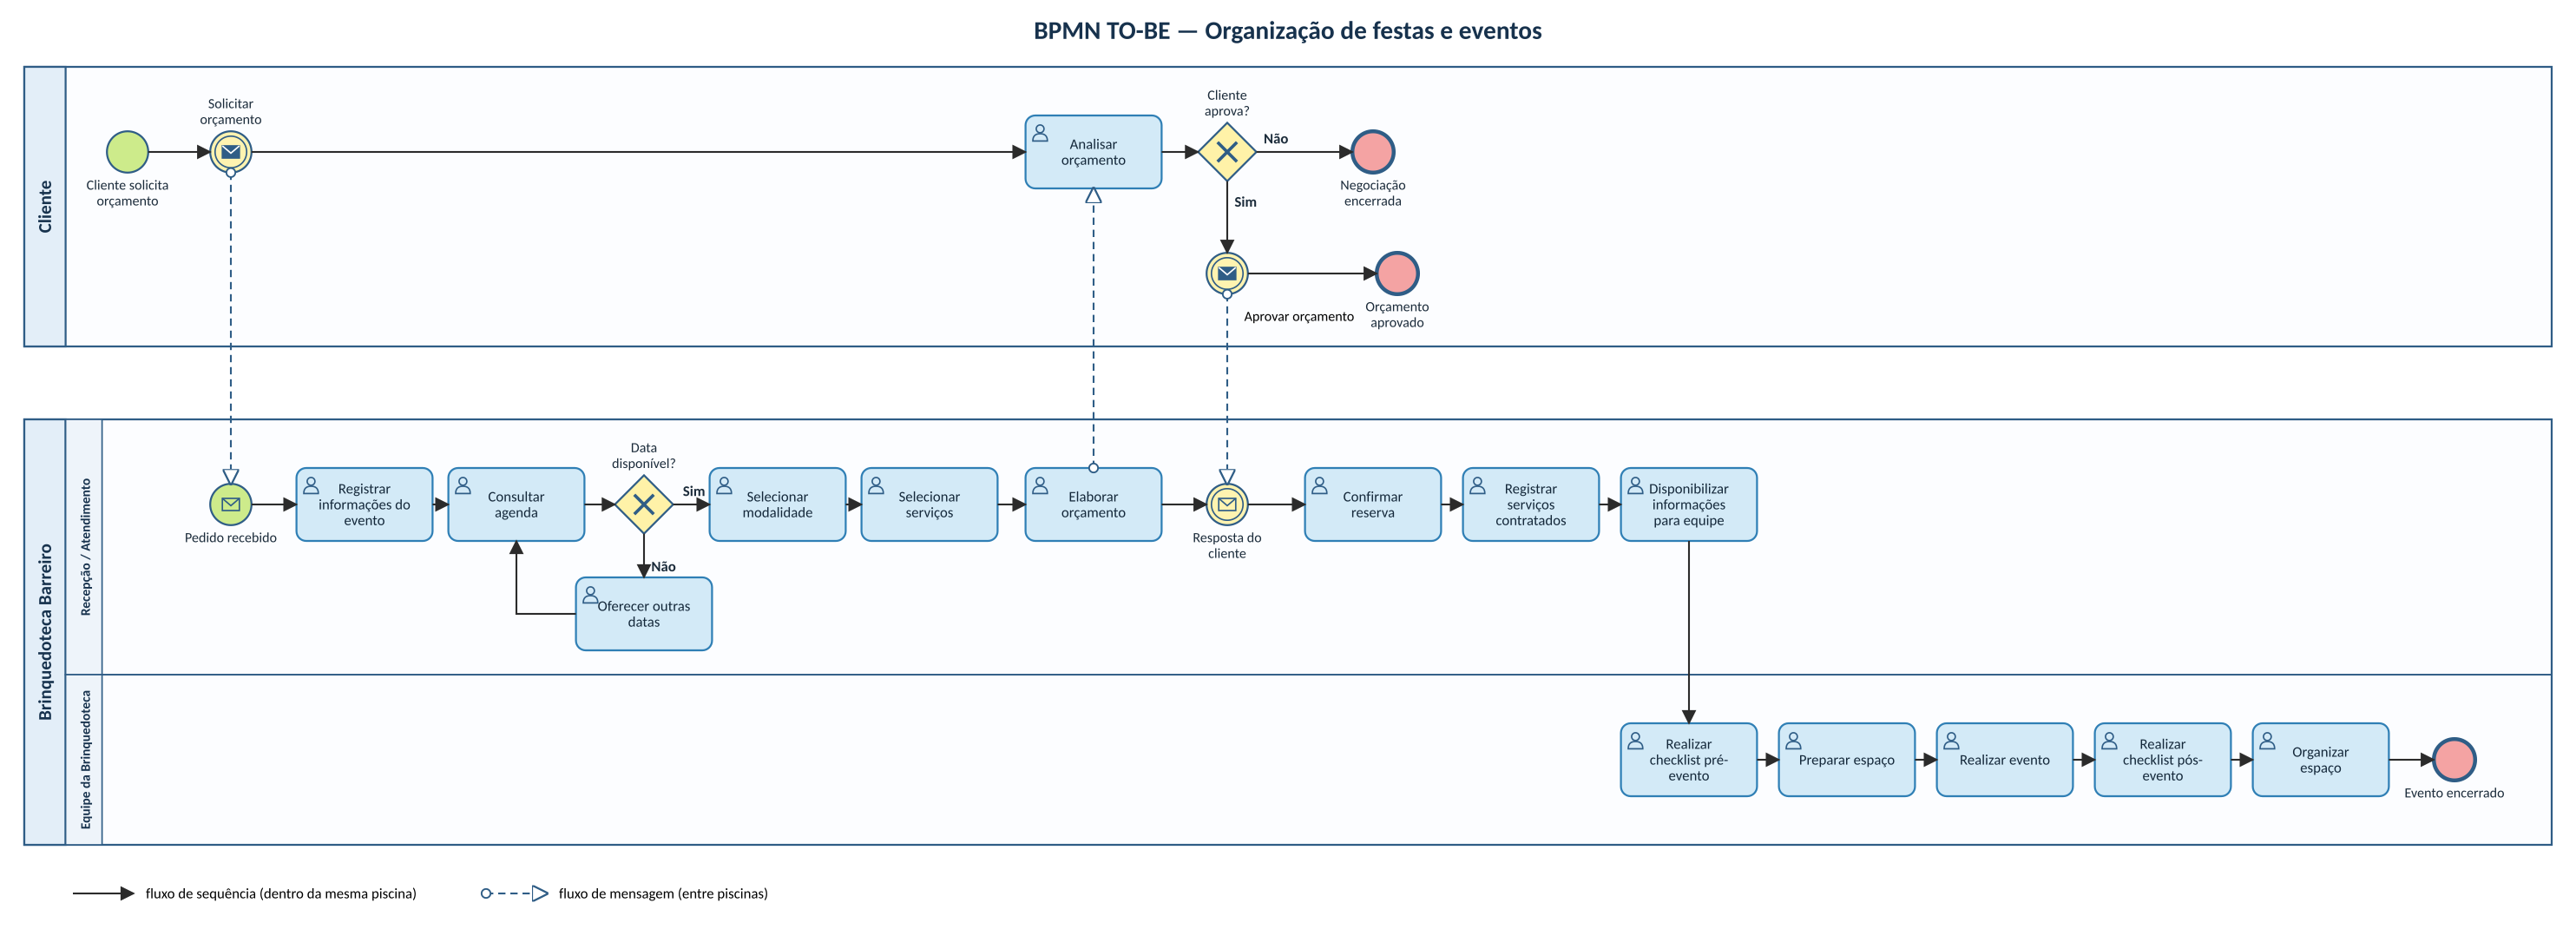 BPMN TO-BE — Organização de festas e eventos
Cliente
Cliente solicita
orçamento
Solicitar
orçamento
Analisar
orçamento
Cliente
aprova?
Não
Negociação
encerrada
Sim
Aprovar orçamento
Orçamento
aprovado
Brinquedoteca Barreiro
Recepção / Atendimento
Pedido recebido
Registrar
informações do
evento
Consultar
agenda
Data
disponível?
Sim
Não
Oferecer outras
datas
Selecionar
modalidade
Selecionar
serviços
Elaborar
orçamento
Resposta do
cliente
Confirmar
reserva
Registrar
serviços
contratados
Disponibilizar
informações
para equipe
Equipe da Brinquedoteca
Realizar
checklist pré-
evento
Preparar espaço
Realizar evento
Realizar
checklist pós-
evento
Organizar
espaço
Evento encerrado
fluxo de sequência (dentro da mesma piscina)
fluxo de mensagem (entre piscinas)